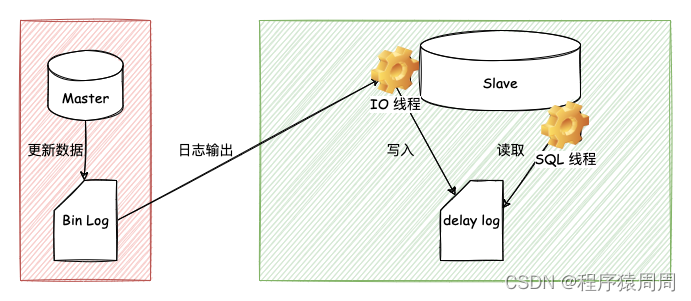 Master
Slave
IO 线程
更新数据
日志输出
写入
读取
SQL 线程
Bin Log
delay log
CSDN @程序猿周周